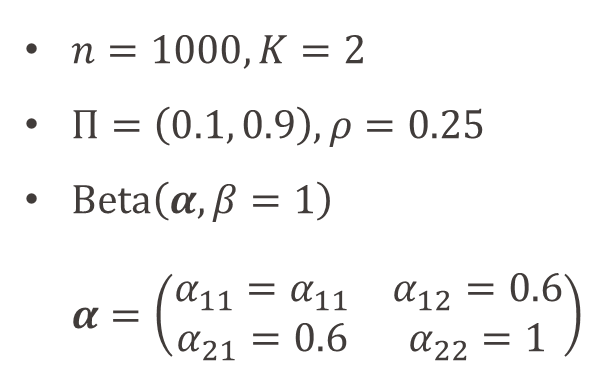 • n = 1000, K = 2
• Π = (0.1, 0.9), ρ = 0.25
• Beta(α, β = 1)
α = (α₁₁ = α₁₁ α₁₂ = 0.6
α₂₁ = 0.6 α₂₂ = 1)